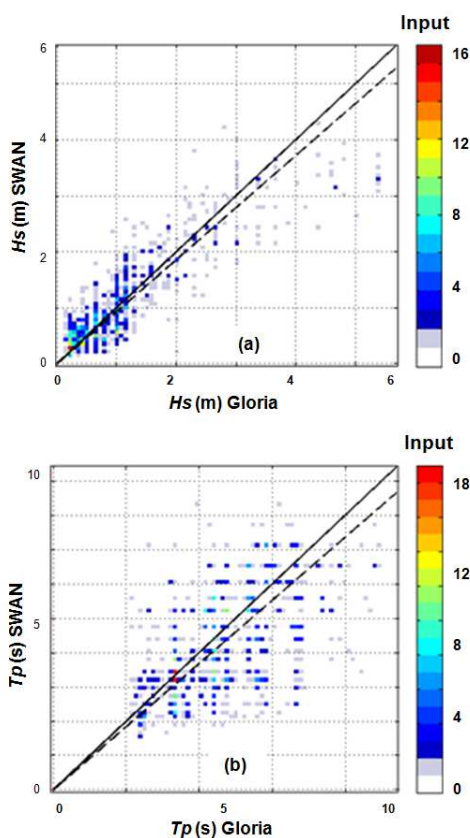 Input
6
4
2
0
Hs (m) SWAN
0 2 4 6
Hs (m) Gloria
(a)
16
12
8
4
0
Input
10
5
0
Tp (s) SWAN
0 5 10
Tp (s) Gloria
(b)
18
12
8
4
0